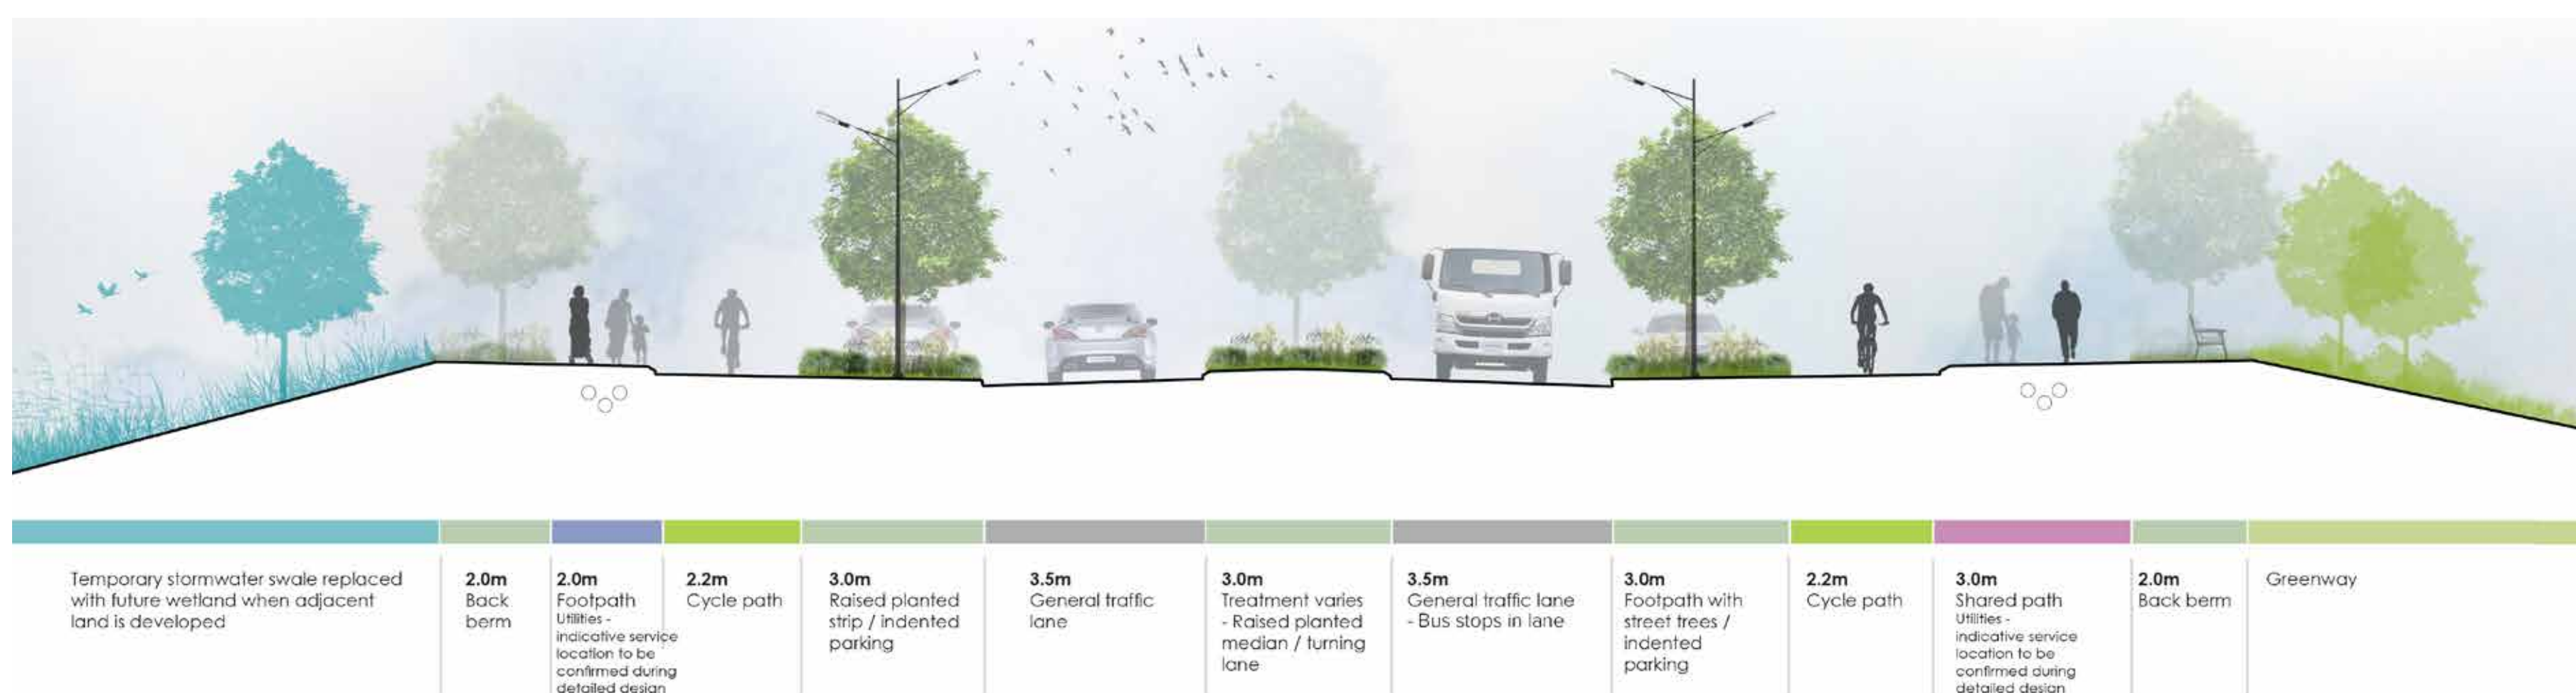 Temporary stormwater swale replaced
with future wetland when adjacent
land is developed
2.0m
Back
berm
2.0m
Footpath
Utilities -
indicative service
location to be
confirmed during
detailed design
2.2m
Cycle path
3.0m
Raised planted
strip / indented
parking
3.5m
General traffic
lane
3.0m
Treatment varies
- Raised planted
median / turning
lane
3.5m
General traffic lane
- Bus stops in lane
3.0m
Footpath with
street trees /
indented
parking
2.2m
Cycle path
3.0m
Shared path
Utilities -
indicative service
location to be
confirmed during
detailed design
2.0m
Back berm
Greenway